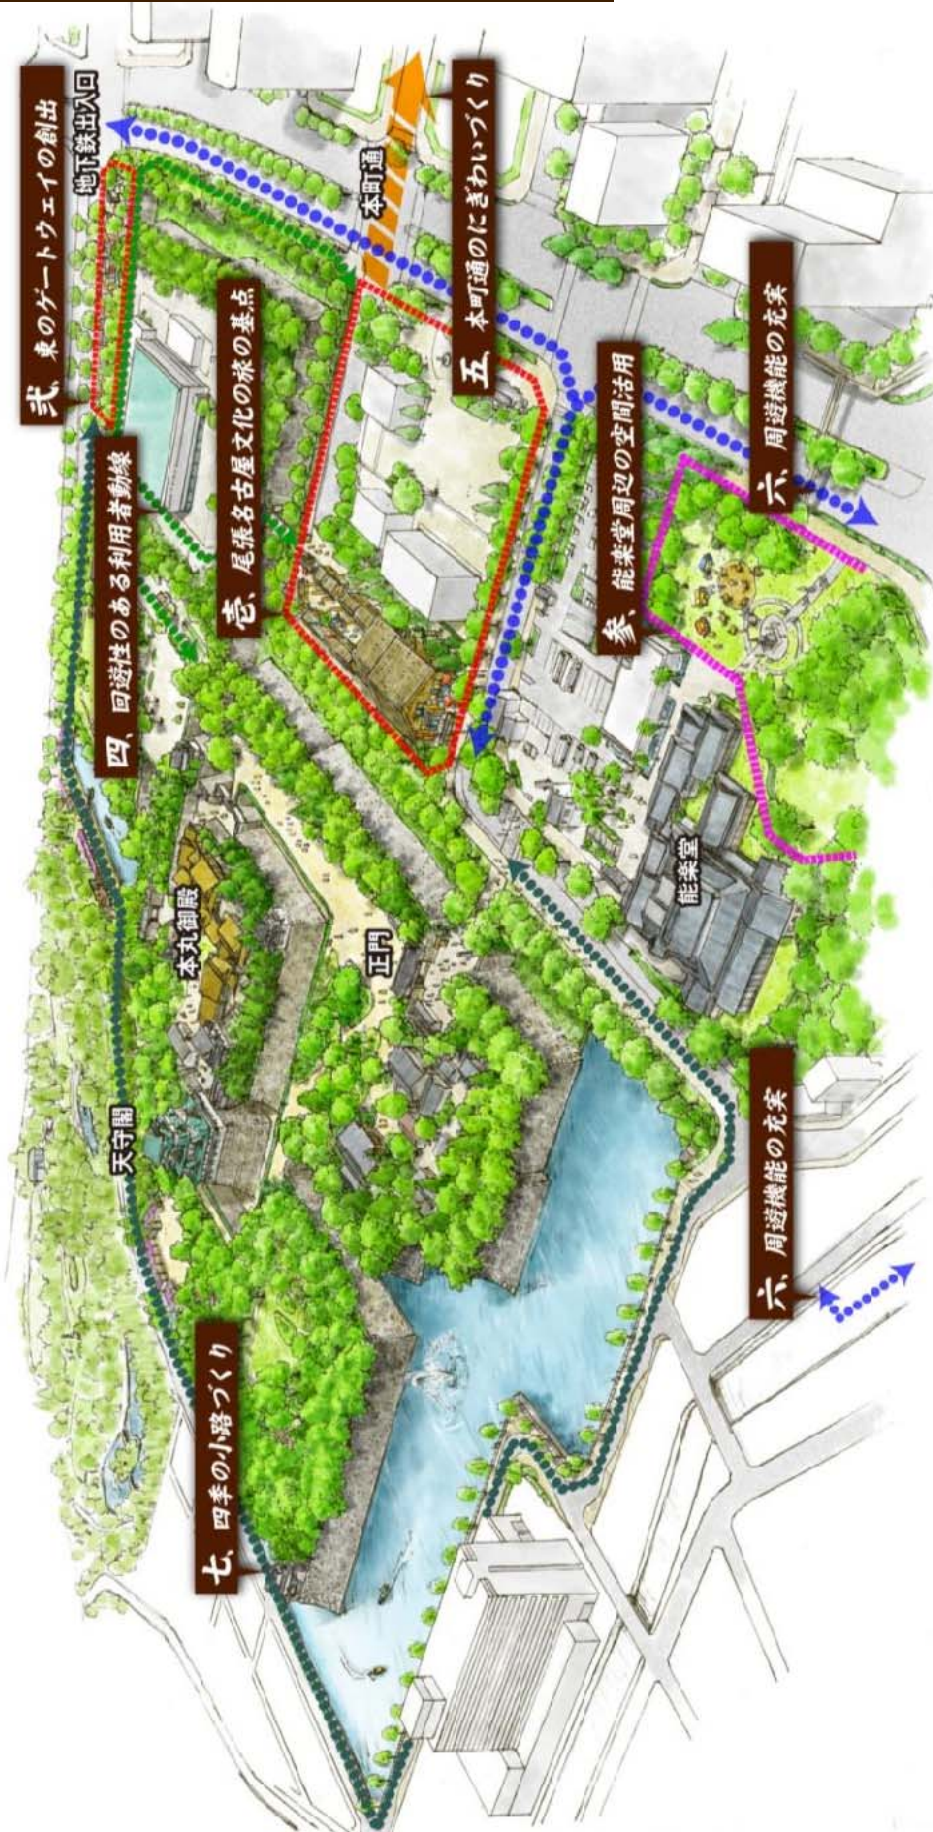 弐、東のゲートウェイの創出
地下鉄出入口
四、回遊性のある利用者動線
壱、尾張名古屋文化の旅の基点
本町通
五、本町通のにぎわいづくり
参、能楽堂周辺の空間活用
六、周遊機能の充実
本丸御殿
正門
能楽堂
天守閣
七、四季の小路づくり
六、周遊機能の充実